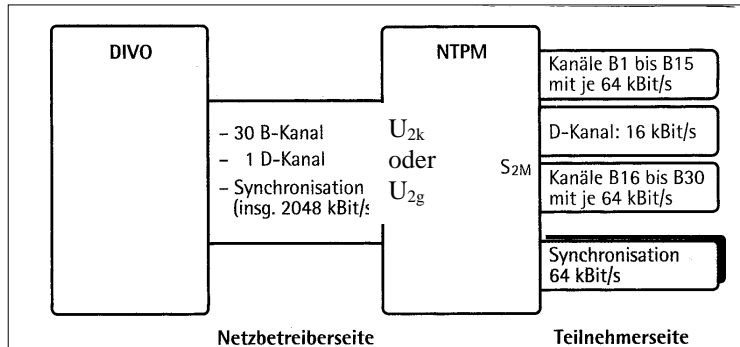 DIVO
– 30 B-Kanal
– 1 D-Kanal
– Synchronisation
(insg. 2048 kBit/s
NTPM
U2k
oder
U2g
S2M
Kanäle B1 bis B15
mit je 64 kBit/s
D-Kanal: 16 kBit/s
Kanäle B16 bis B30
mit je 64 kBit/s
Synchronisation
64 kBit/s
Netzbetreiberseite
Teilnehmerseite